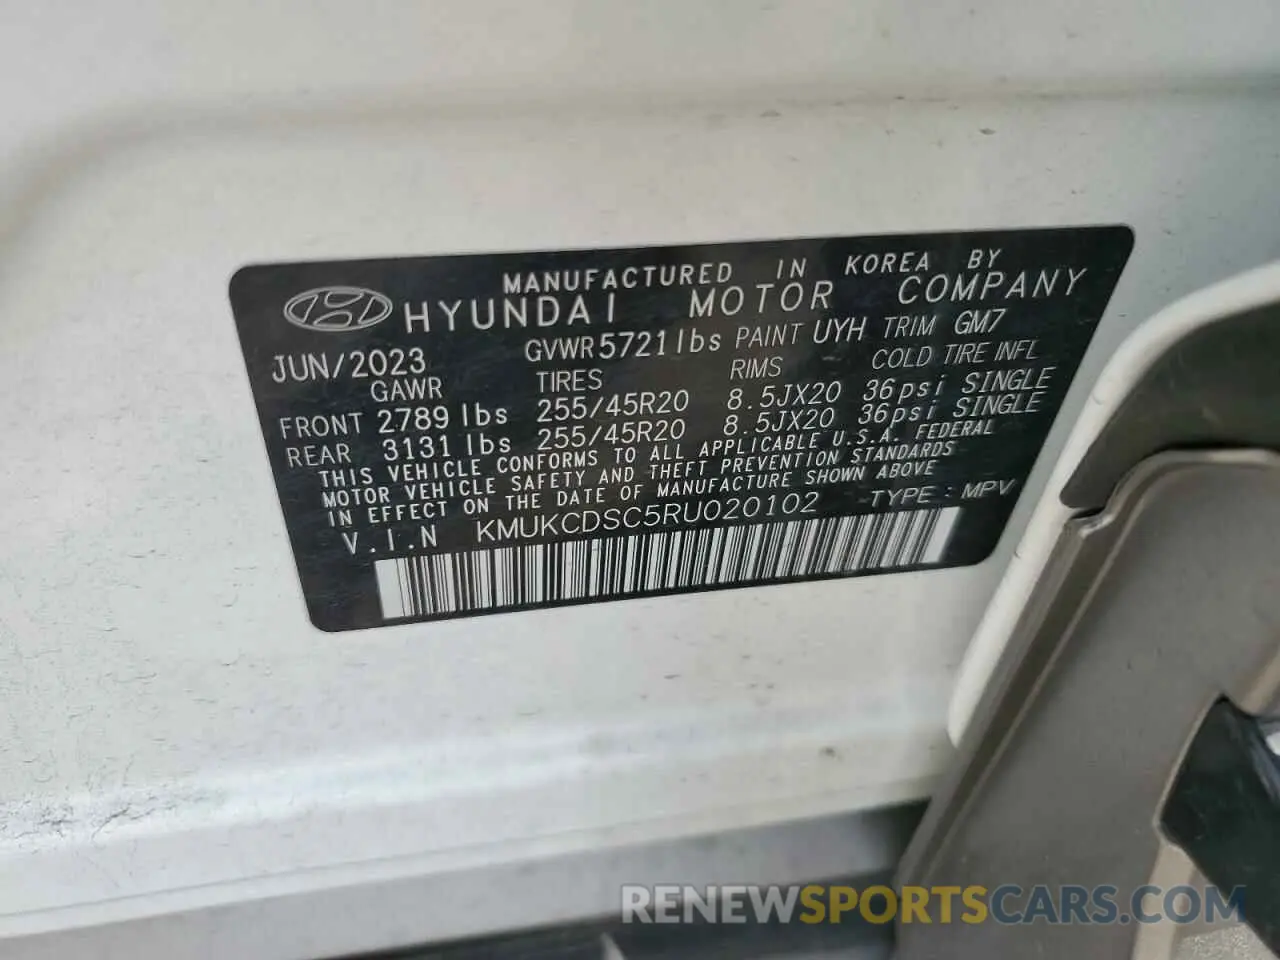 MANUFACTURED IN KOREA BY
HYUNDAI MOTOR COMPANY
JUN/2023 GVWR 5721lbs PAINT UYH TRIM GM7
GAWR TIRES RIMS COLD TIRE INFL
FRONT 2789 lbs 255/45R20 8.5JX20 36psi SINGLE
REAR 3131 lbs 255/45R20 8.5JX20 36psi SINGLE
THIS VEHICLE CONFORMS TO ALL APPLICABLE U.S.A. FEDERAL
MOTOR VEHICLE SAFETY AND THEFT PREVENTION STANDARDS
IN EFFECT ON THE DATE OF MANUFACTURE SHOWN ABOVE
V.I.N KMUKCDSC5RU020102 TYPE : MPV
RENEWSPORTSCARS.COM